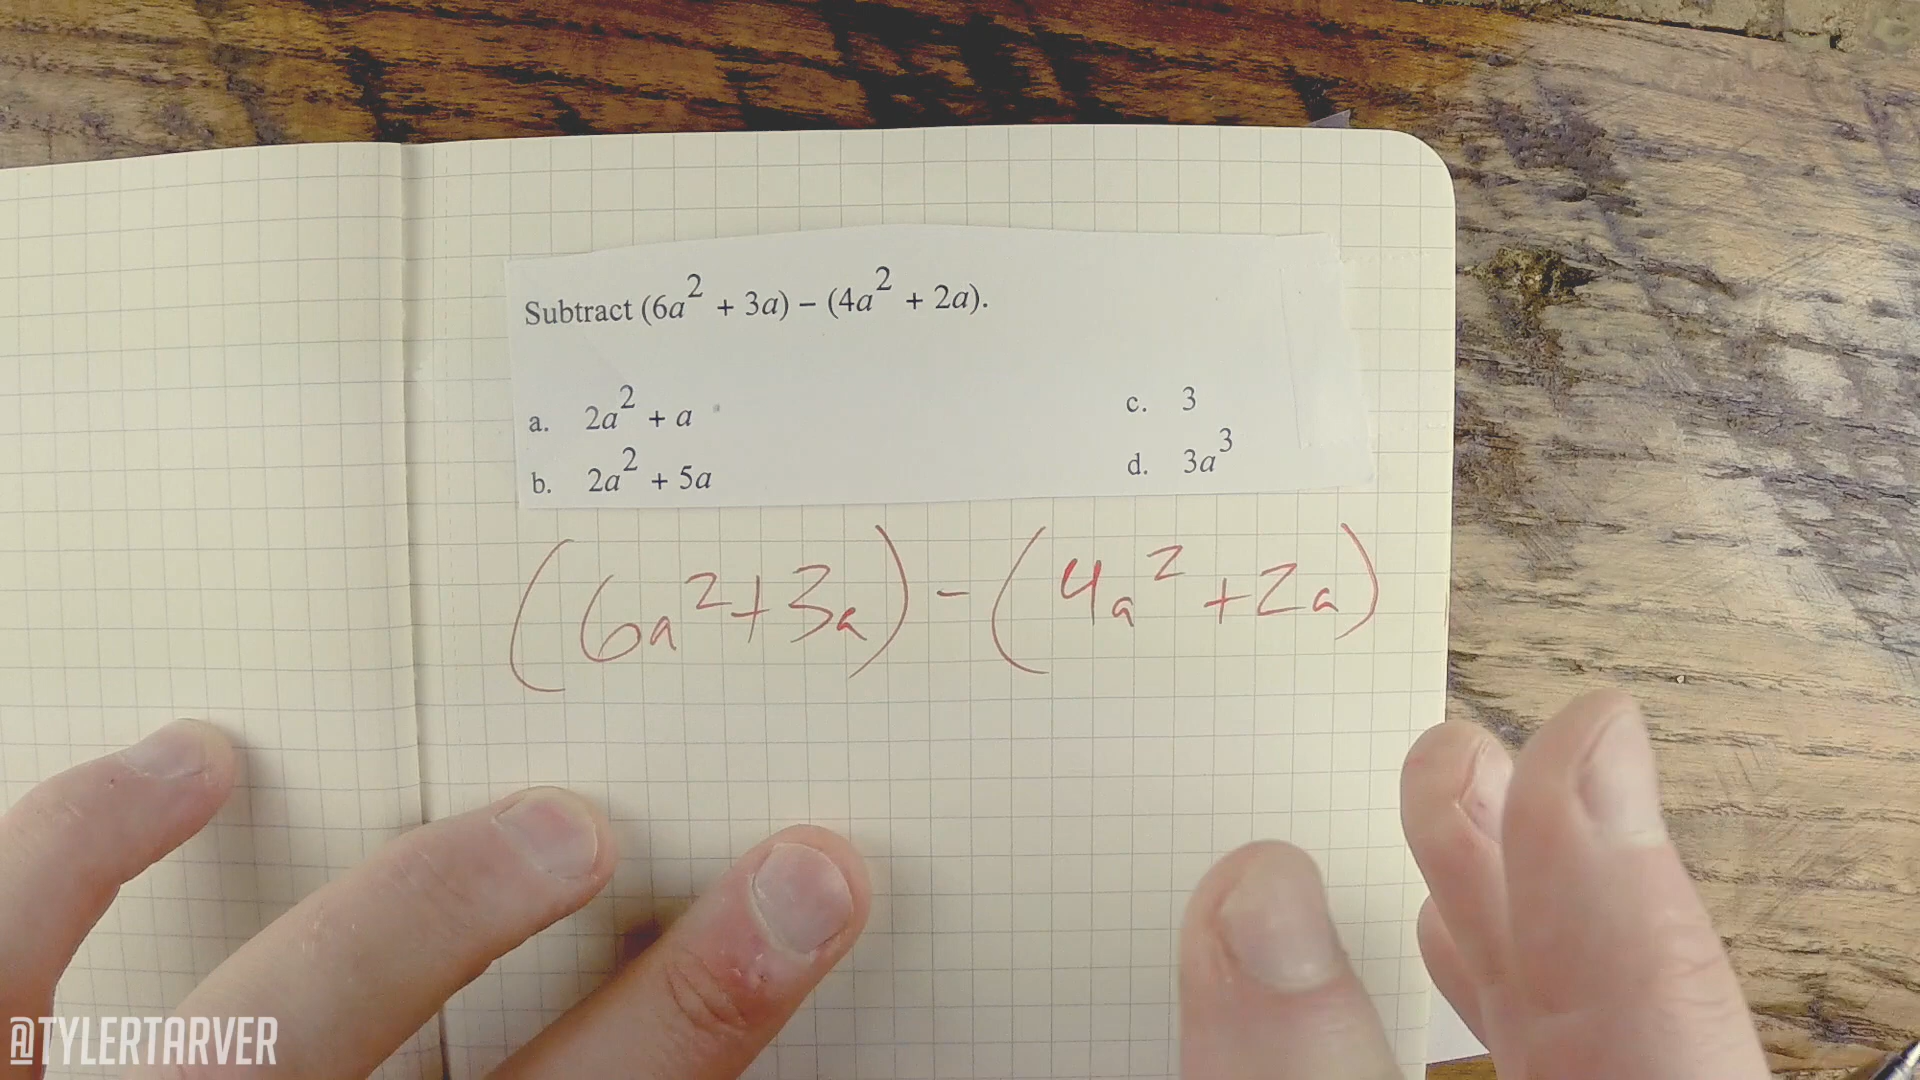 Subtract (6a² + 3a) – (4a² + 2a).
a. 2a² + a
b. 2a² + 5a
c. 3
d. 3a³
(6a²+3a)-(4a²+2a)
@TYLERTARVER